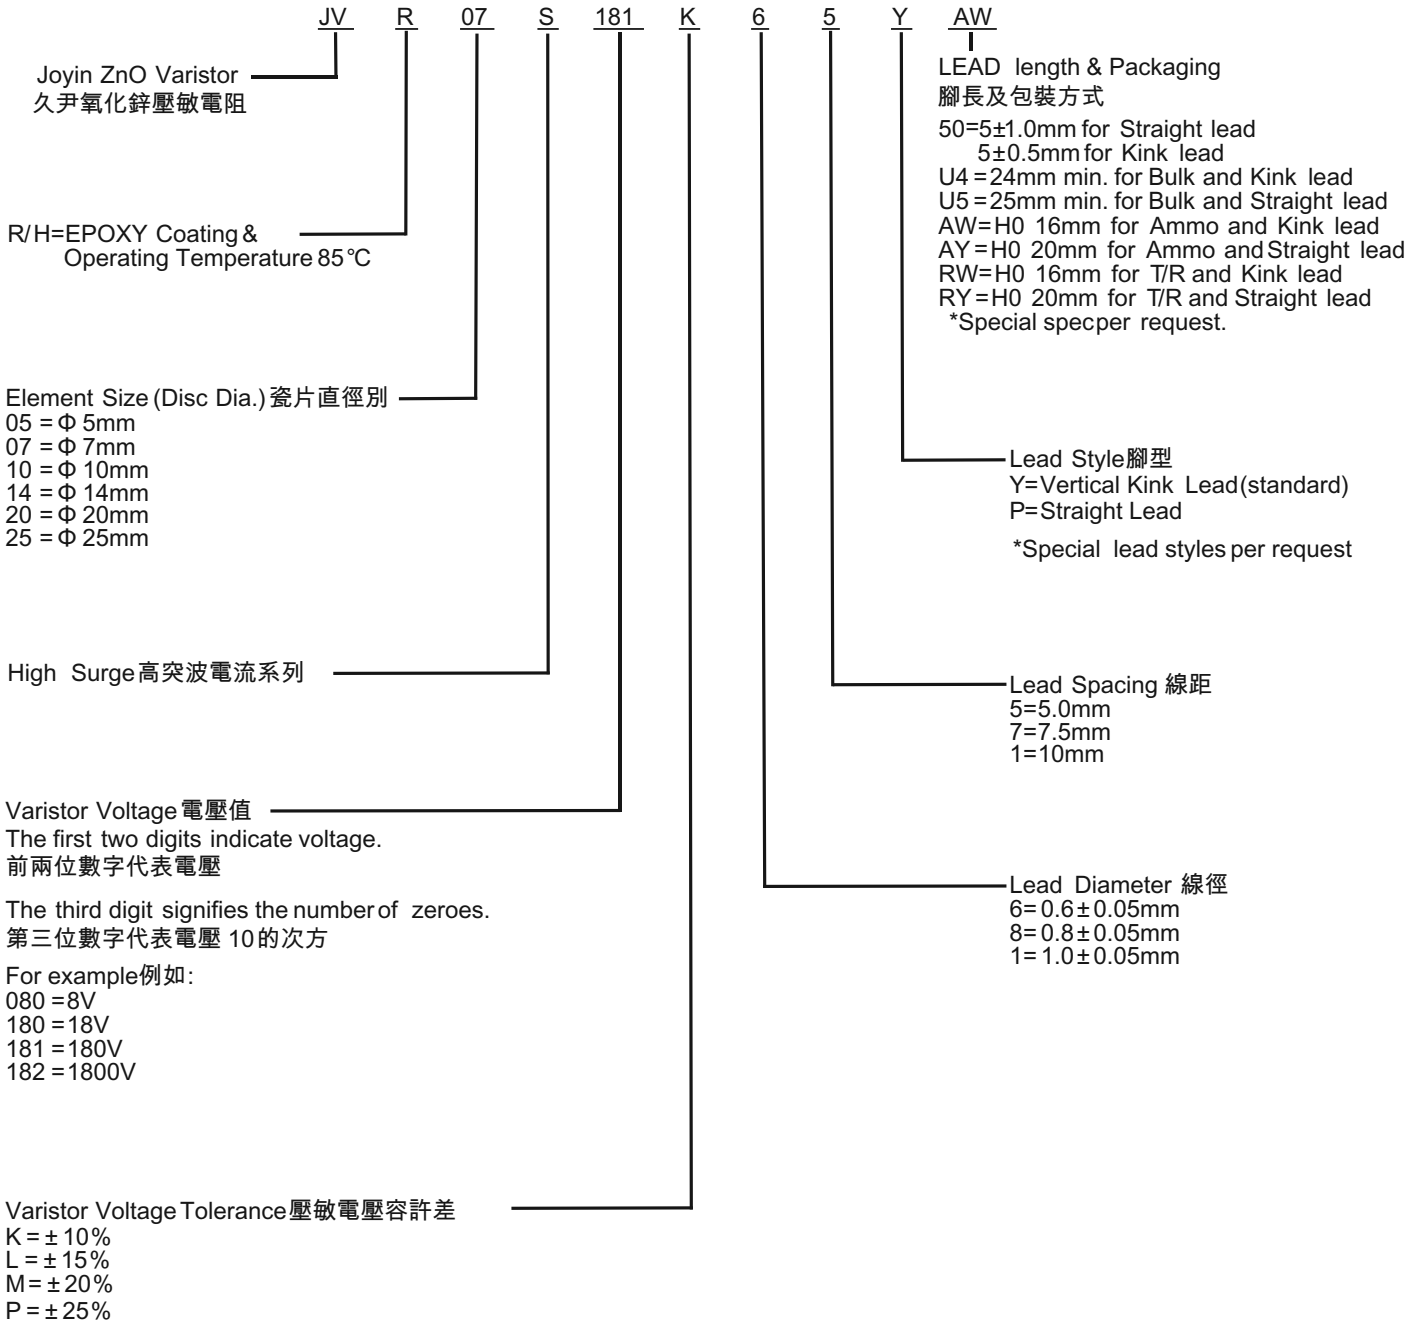 JV R 07 S 181 K 6 5 Y AW
Joyin ZnO Varistor
久尹氧化鋅壓敏電阻
R/H=EPOXY Coating &
Operating Temperature 85℃
Element Size (Disc Dia.) 瓷片直徑別
05 = Φ 5mm
07 = Φ 7mm
10 = Φ 10mm
14 = Φ 14mm
20 = Φ 20mm
25 = Φ 25mm
High Surge高突波電流系列
Varistor Voltage 電壓值
The first two digits indicate voltage.
前兩位數字代表電壓
The third digit signifies the number of zeroes.
第三位數字代表電壓 10的次方
For example例如:
080 =8V
180 =18V
181 =180V
182 =1800V
Varistor Voltage Tolerance壓敏電壓容許差
K = ± 10%
L = ± 15%
M = ± 20%
P = ± 25%
LEAD length & Packaging
腳長及包裝方式
50=5±1.0mm for Straight lead
5±0.5mm for Kink lead
U4 =24mm min. for Bulk and Kink lead
U5 =25mm min. for Bulk and Straight lead
AW=H0 16mm for Ammo and Kink lead
AY =H0 20mm for Ammo and Straight lead
RW=H0 16mm for T/R and Kink lead
RY =H0 20mm for T/R and Straight lead
*Special specper request.
Lead Style腳型
Y=Vertical Kink Lead(standard)
P=Straight Lead
*Special lead styles per request
Lead Spacing 線距
5=5.0mm
7=7.5mm
1=10mm
Lead Diameter 線徑
6= 0.6±0.05mm
8= 0.8±0.05mm
1= 1.0±0.05mm